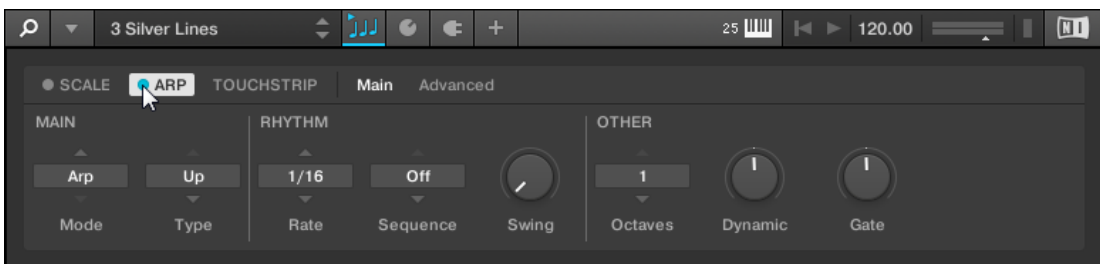 3 Silver Lines 25 120.00 NI
SCALE ARP TOUCHSTRIP Main Advanced
MAIN RHYTHM OTHER
Arp Up 1/16 Off 1
Mode Type Rate Sequence Swing Octaves Dynamic Gate